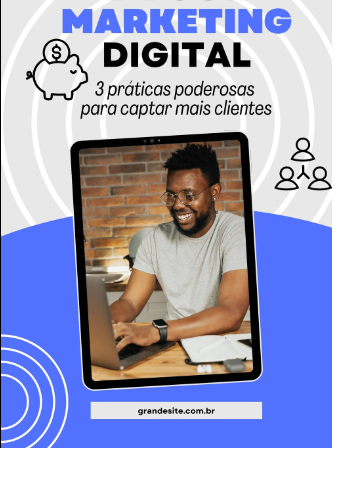 MARKETING
DIGITAL
$
3 práticas poderosas
para captar mais clientes
grandesite.com.br